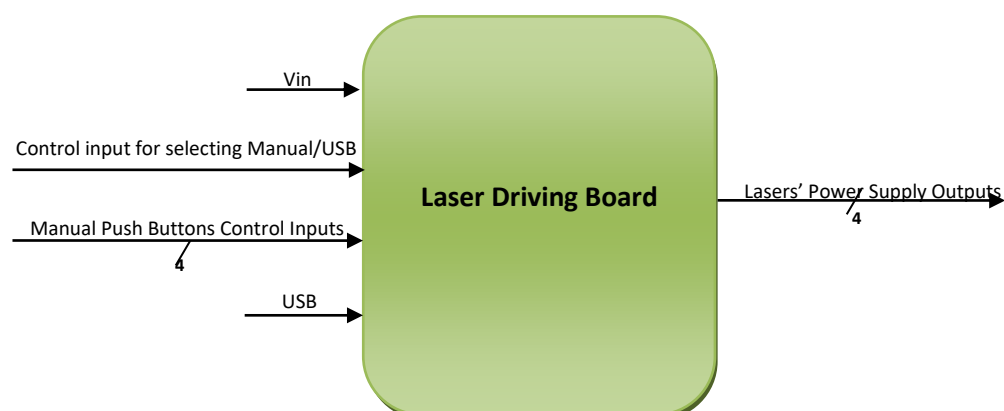 Vin
Control input for selecting Manual/USB
Manual Push Buttons Control Inputs
4
USB
Laser Driving Board
Lasers’ Power Supply Outputs
4